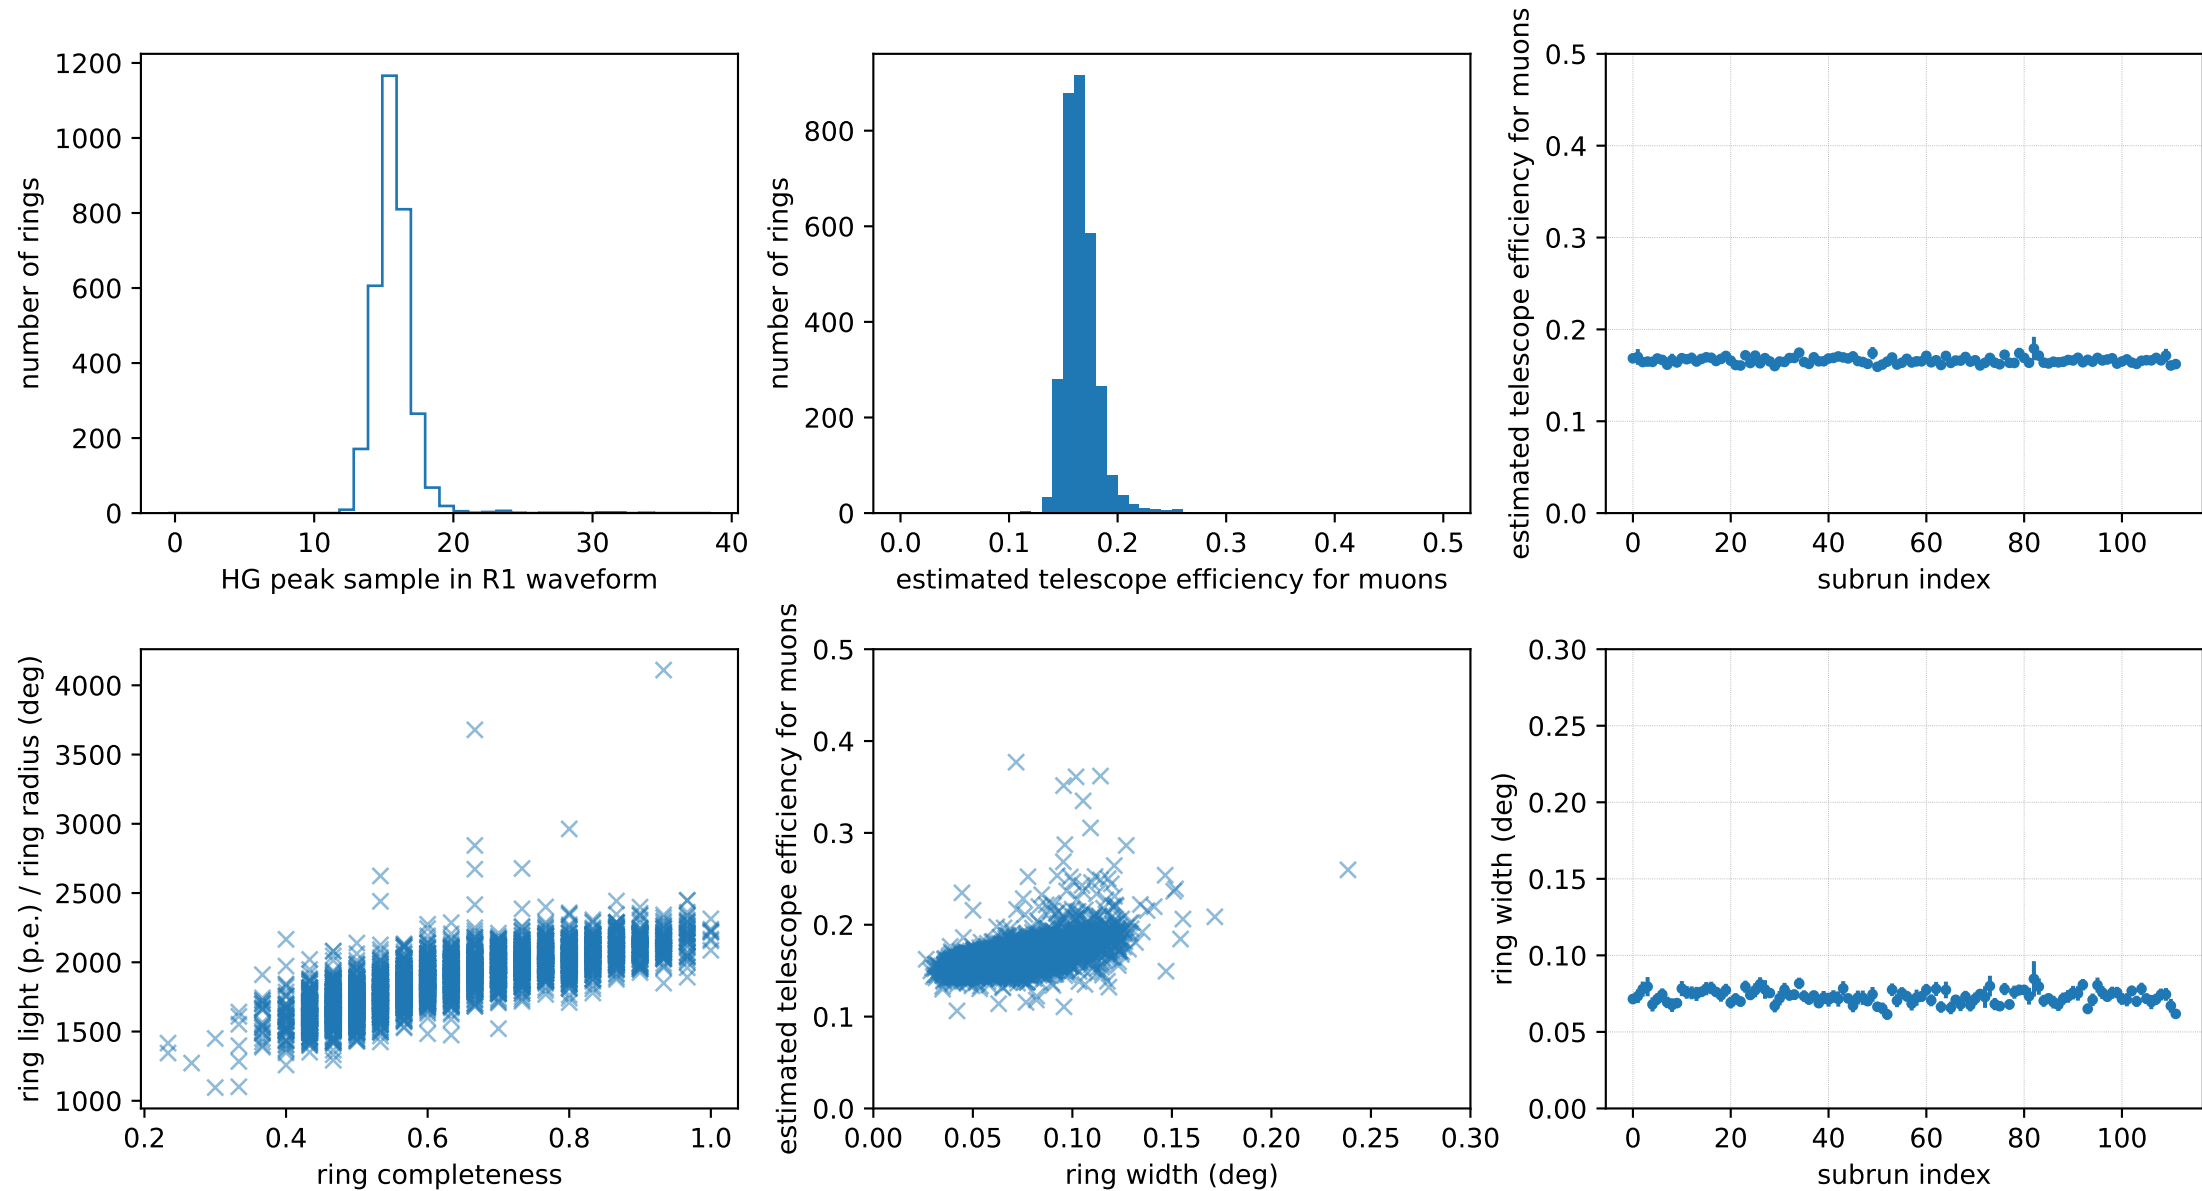 1200
1000
800
600
400
200
0
number of rings
0 10 20 30 40
HG peak sample in R1 waveform
800
600
400
200
0
number of rings
0.0 0.1 0.2 0.3 0.4 0.5
estimated telescope efficiency for muons
0.5
0.4
0.3
0.2
0.1
0.0
estimated telescope efficiency for muons
0 20 40 60 80 100
subrun index
4000
3500
3000
2500
2000
1500
1000
ring light (p.e.) / ring radius (deg)
0.2 0.4 0.6 0.8 1.0
ring completeness
0.5
0.4
0.3
0.2
0.1
0.0
estimated telescope efficiency for muons
0.00 0.05 0.10 0.15 0.20 0.25 0.30
ring width (deg)
0.30
0.25
0.20
0.15
0.10
0.05
0.00
ring width (deg)
0 20 40 60 80 100
subrun index